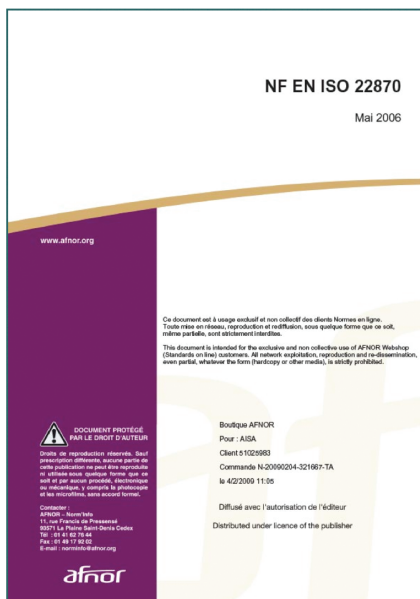 NF EN ISO 22870
Mai 2006
www.afnor.org
Ce document est à usage exclusif et non collectif des clients Normes en ligne.
Toute mise en réseau, reproduction et rediffusion, sous quelque forme que ce soit,
même partielle, sont strictement interdites.
This document is intended for the exclusive and non collective use of AFNOR Webshop
(Standards on line) customers. All network exploitation, reproduction and re-dissemination,
even partial, whatever the form (hardcopy or other media), is strictly prohibited.
DOCUMENT PROTÉGÉ
PAR LE DROIT D'AUTEUR
Droits de reproduction réservés. Sauf
prescription différente, aucune partie de
cette publication ne peut être reproduite
ni utilisée sous quelque forme que ce
soit et par aucun procédé, électronique
ou mécanique, y compris la photocopie
et les microfilms, sans accord formel.
Contacter :
AFNOR – Norm'Info
11, rue Francis de Pressensé
93571 La Plaine Saint-Denis Cedex
Tél : 01 41 62 76 44
Fax : 01 49 17 92 02
E-mail : norminfo@afnor.org
afnor
Boutique AFNOR
Pour : AISA
Client 51025983
Commande N-20090204-321667-TA
le 4/2/2009 11:05
Diffusé avec l'autorisation de l'éditeur
Distributed under licence of the publisher